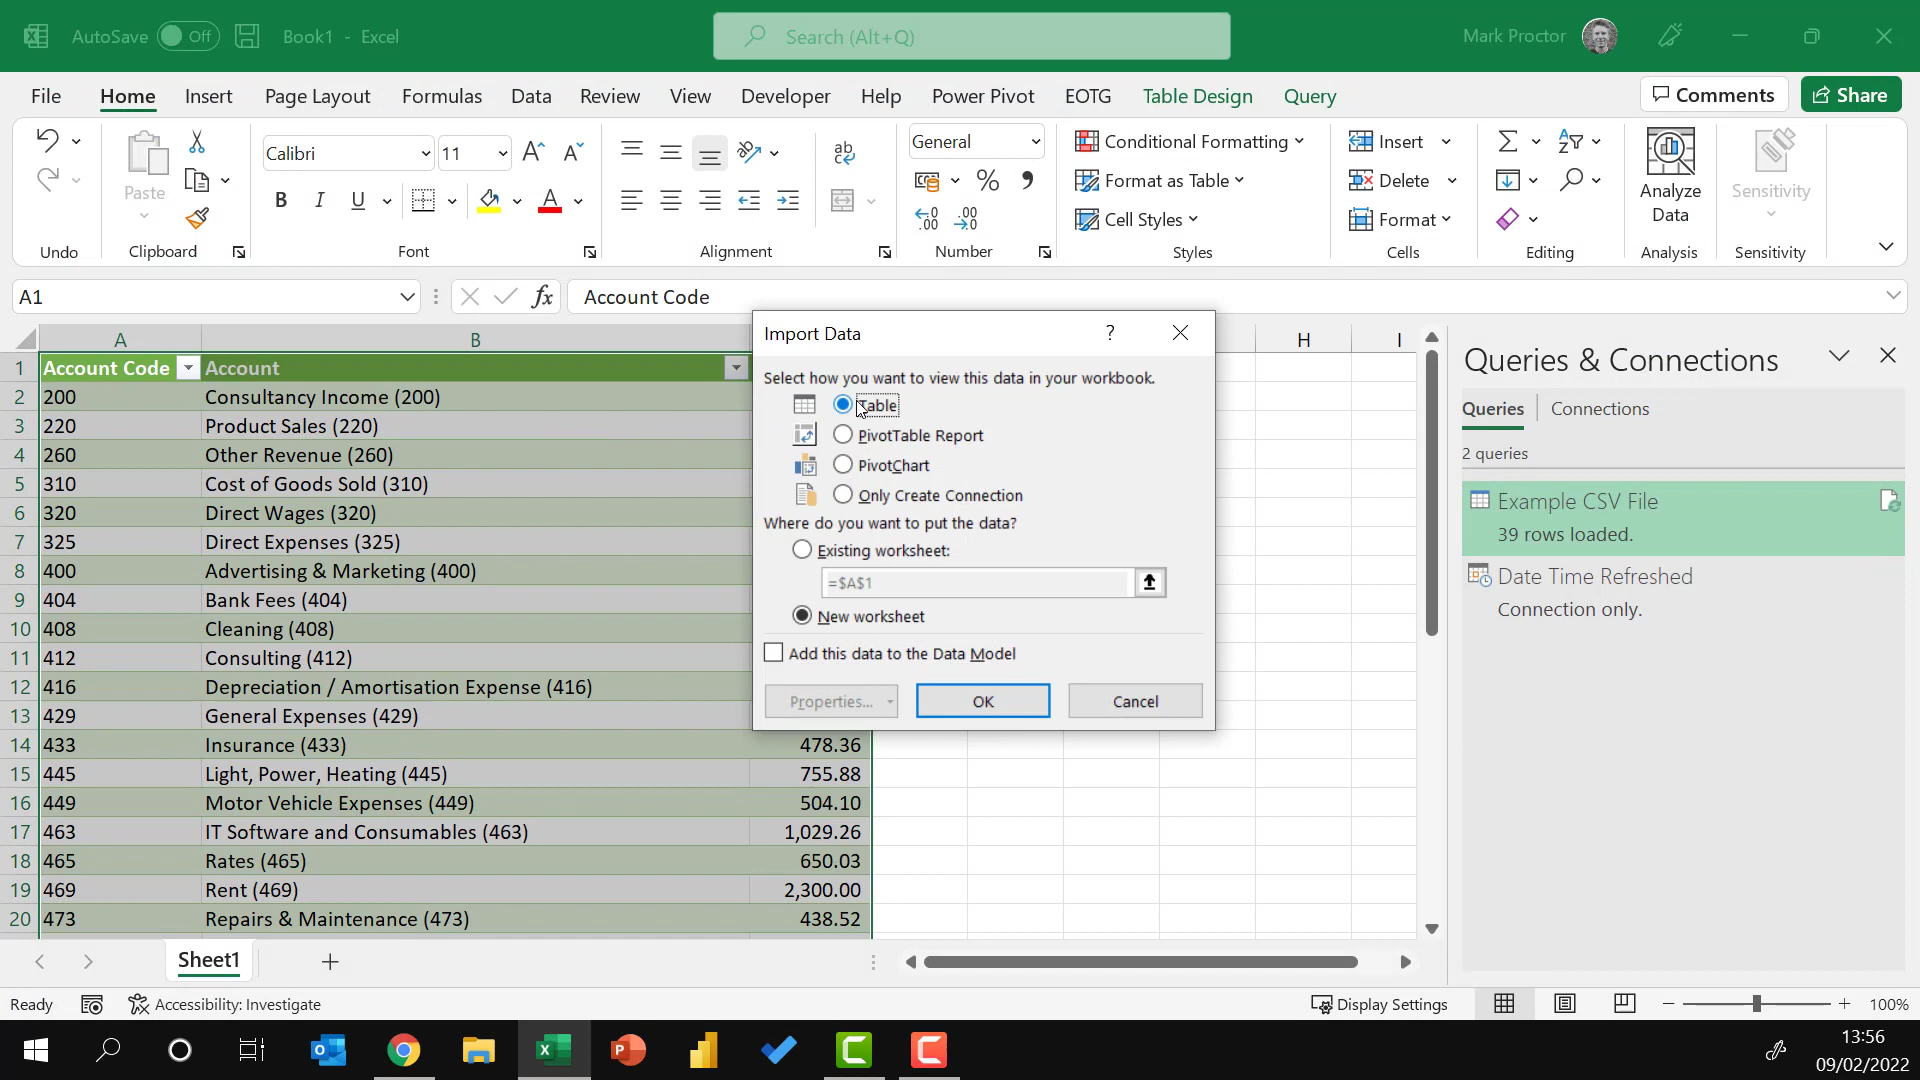 AutoSave Off Book1 - Excel Search (Alt+Q) Mark Proctor
File Home Insert Page Layout Formulas Data Review View Developer Help Power Pivot EOTG Table Design Query Comments Share
Calibri 11 General Conditional Formatting Insert
Paste Format as Table Delete Analyze Data Sensitivity
B I U Cell Styles Format
Undo Clipboard Font Alignment Number Styles Cells Editing Analysis Sensitivity
A1 fx Account Code
Import Data ?
Select how you want to view this data in your workbook.
Table
PivotTable Report
PivotChart
Only Create Connection
Where do you want to put the data?
Existing worksheet:
=$A$1
New worksheet
Add this data to the Data Model
Properties... OK Cancel
A B H I
1 Account Code Account
2 200 Consultancy Income (200)
3 220 Product Sales (220)
4 260 Other Revenue (260)
5 310 Cost of Goods Sold (310)
6 320 Direct Wages (320)
7 325 Direct Expenses (325)
8 400 Advertising & Marketing (400)
9 404 Bank Fees (404)
10 408 Cleaning (408)
11 412 Consulting (412)
12 416 Depreciation / Amortisation Expense (416)
13 429 General Expenses (429)
14 433 Insurance (433) 478.36
15 445 Light, Power, Heating (445) 755.88
16 449 Motor Vehicle Expenses (449) 504.10
17 463 IT Software and Consumables (463) 1,029.26
18 465 Rates (465) 650.03
19 469 Rent (469) 2,300.00
20 473 Repairs & Maintenance (473) 438.52
Queries & Connections
Queries Connections
2 queries
Example CSV File
39 rows loaded.
Date Time Refreshed
Connection only.
Sheet1
Ready Accessibility: Investigate Display Settings 100%
13:56
09/02/2022